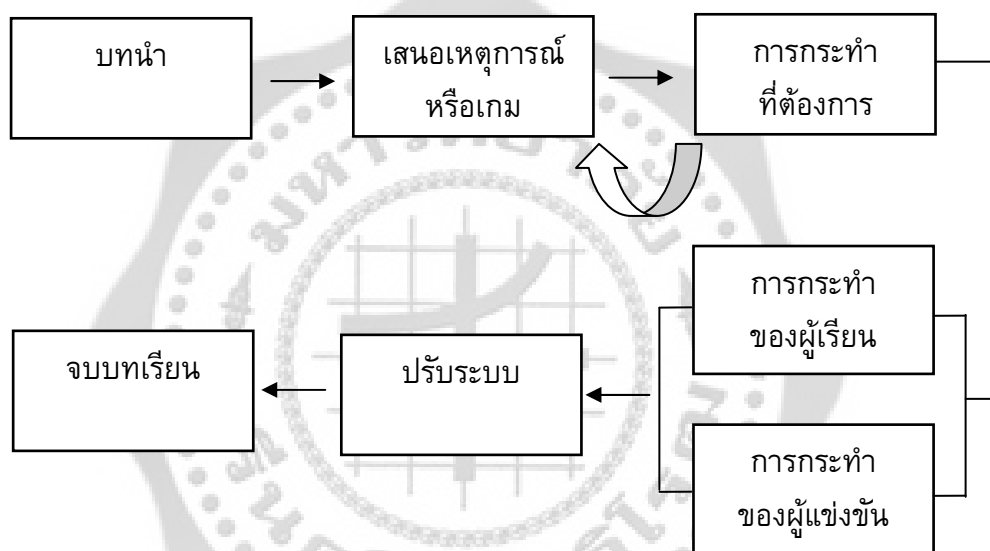 บทนำ
เสนอเหตุการณ์
หรือเกม
การกระทำ
ที่ต้องการ
การกระทำ
ของผู้เรียน
จบบทเรียน
ปรับระบบ
การกระทำ
ของผู้แข่งขัน